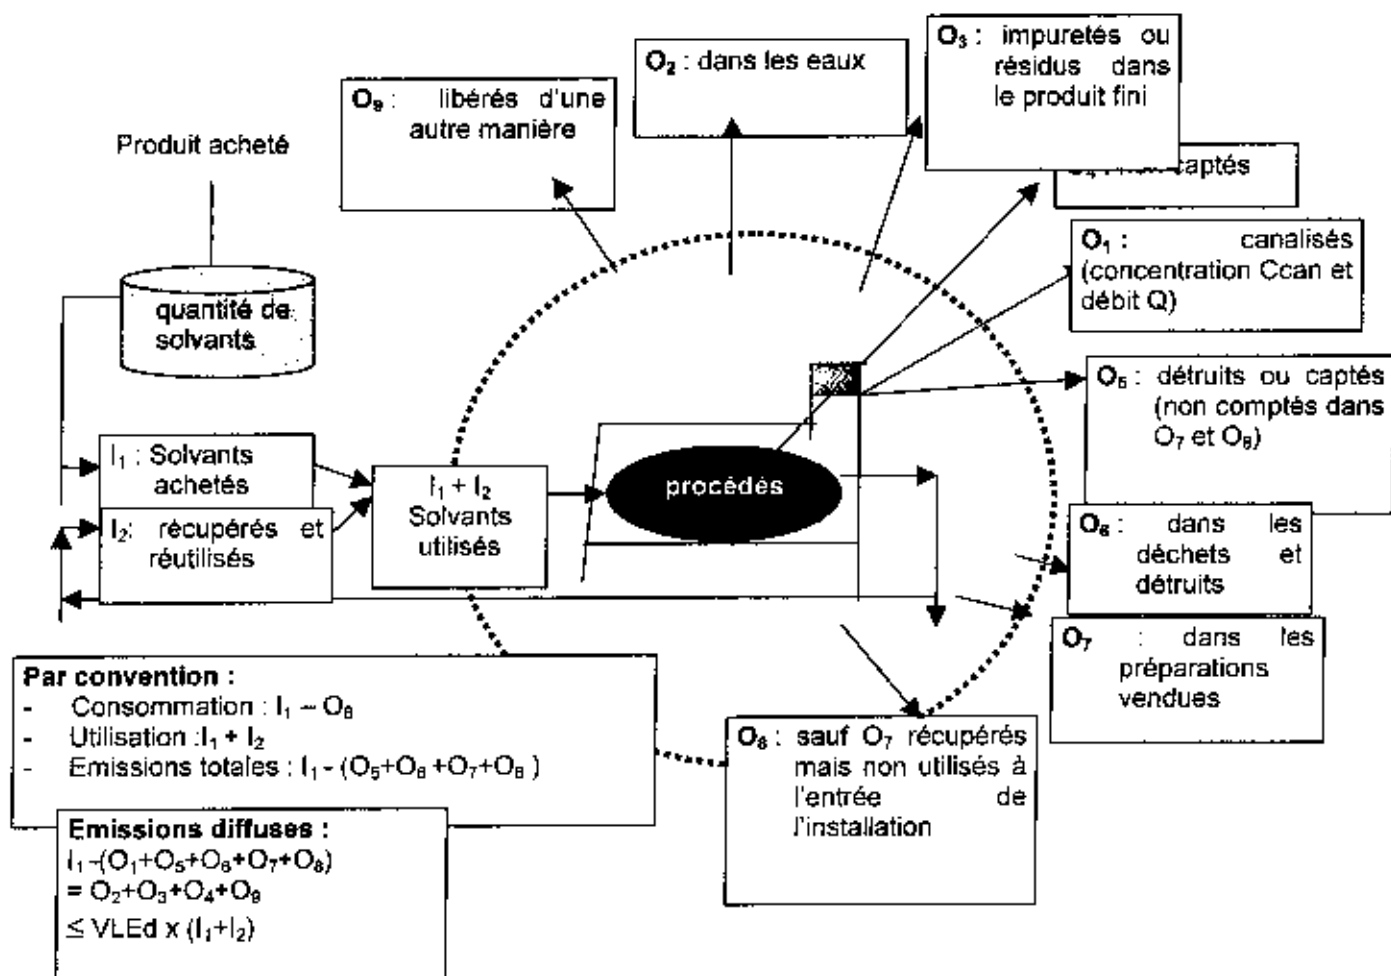 O₃ : impuretés ou
résidus dans
le produit fini
O₂ : dans les eaux
O₉ : libérés d'une
autre manière
Produit acheté
captés
O₁ : canalisés
(concentration Ccan et
débit Q)
quantité de
solvants
O₅ : détruits ou captés
(non comptés dans
O₇ et O₈)
I₁ : Solvants
achetés
I₁ + I₂
Solvants
utilisés
procédés
I₂: récupérés et
réutilisés
O₆ : dans les
déchets et
détruits
O₇ : dans les
préparations
vendues
Par convention :
- Consommation : I₁ – O₈
- Utilisation :I₁ + I₂
- Emissions totales : I₁ - (O₅+O₆+O₇+O₈ )
O₈ : sauf O₇ récupérés
mais non utilisés à
l'entrée de
l'installation
Emissions diffuses :
I₁-(O₁+O₅+O₆+O₇+O₈)
= O₂+O₃+O₄+O₉
≤ VLEd x (I₁+I₂)